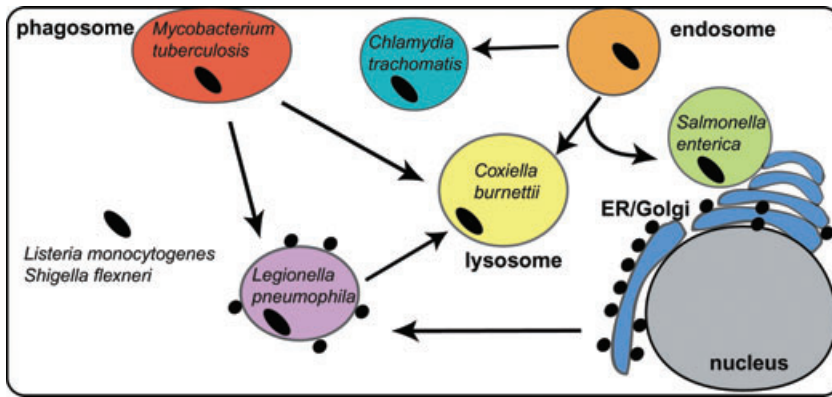 phagosome
Mycobacterium
tuberculosis
Chlamydia
trachomatis
endosome
Salmonella
enterica
Coxiella
burnettii
lysosome
ER/Golgi
Listeria monocytogenes
Shigella flexneri
Legionella
pneumophila
nucleus